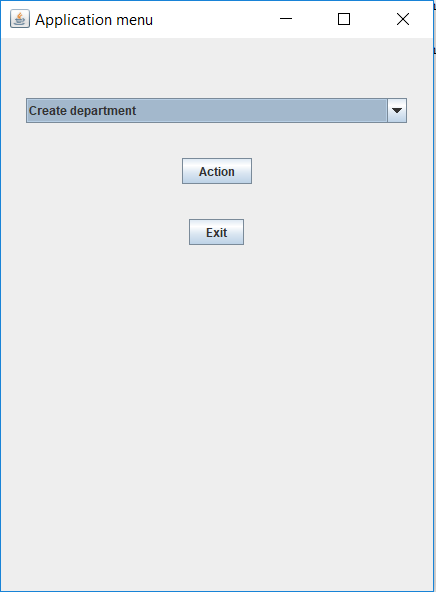 Application menu
Create department
Action
Exit